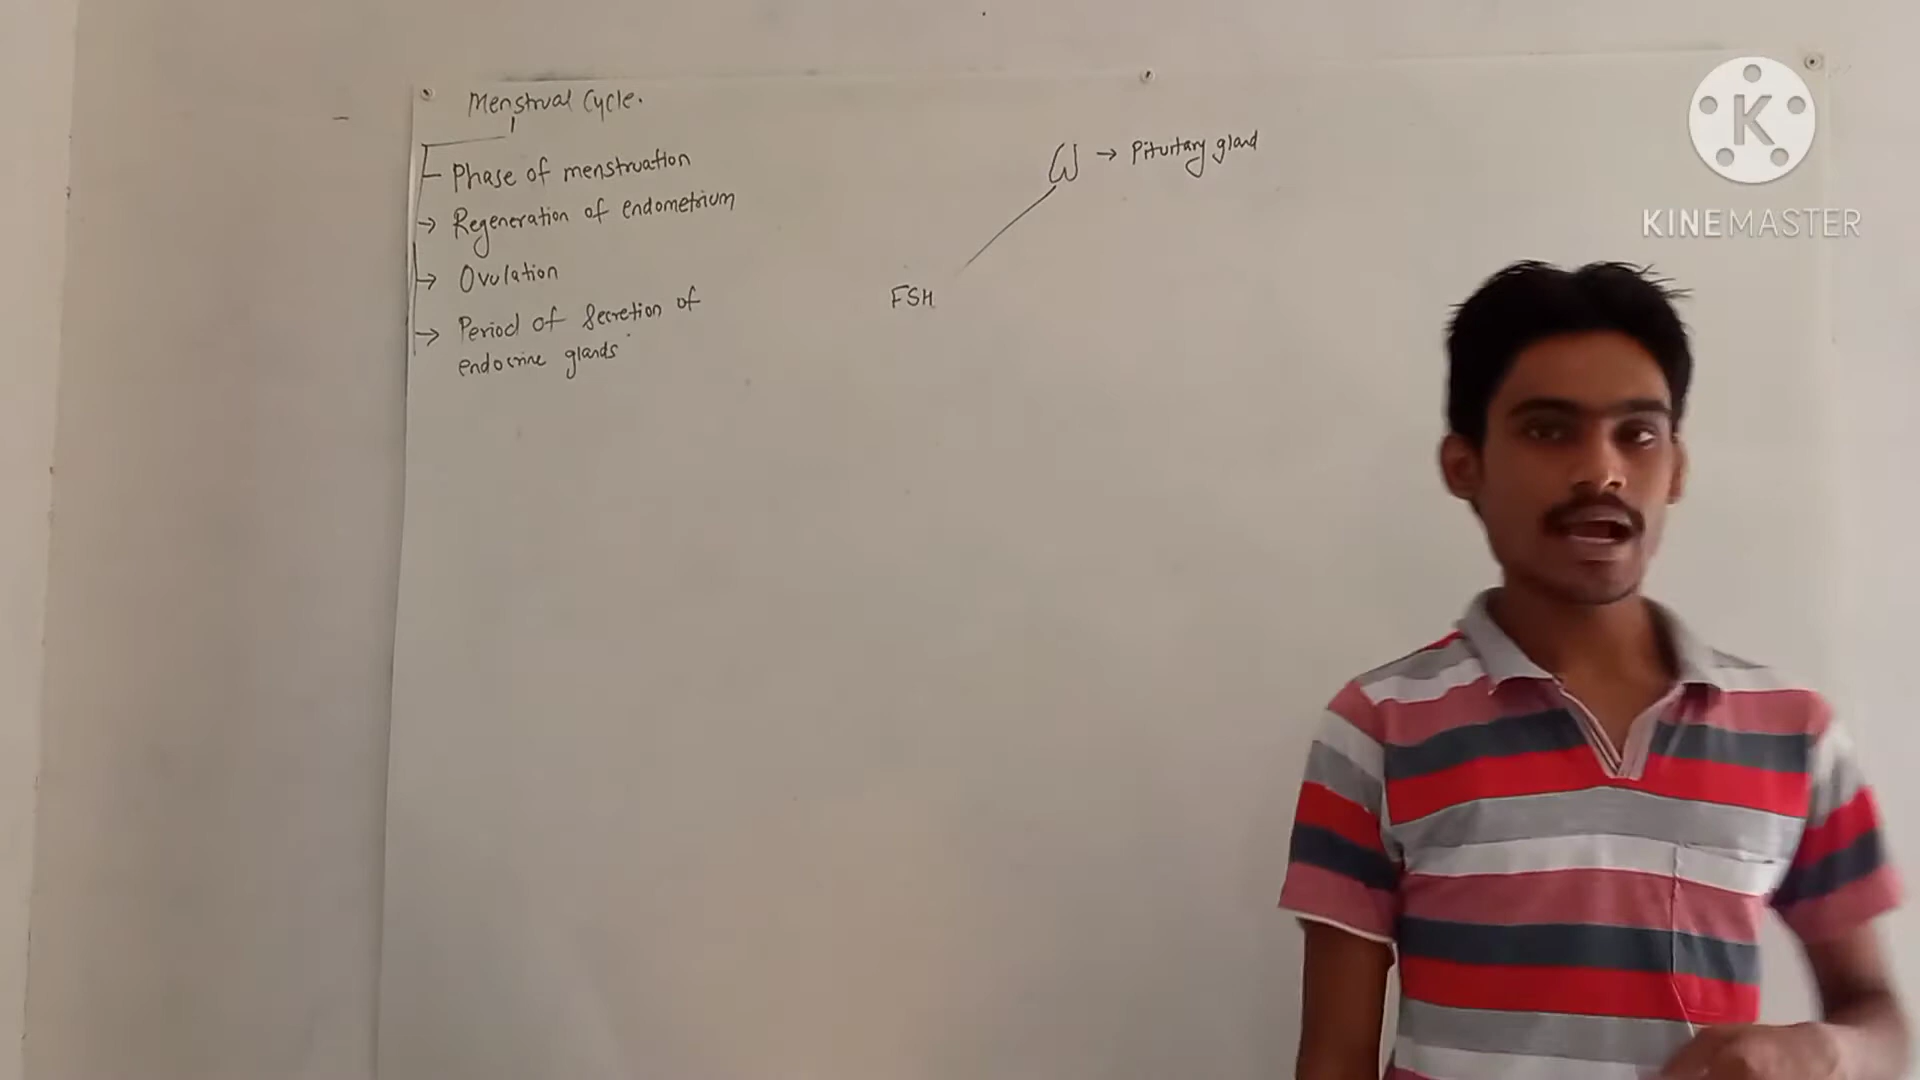 Menstrual Cycle.
Phase of menstruation
→ Regeneration of endometrium
→ Ovulation
→ Period of Secretion of
endocrine glands
→ Pituitary gland
FSH
K
KINEMASTER